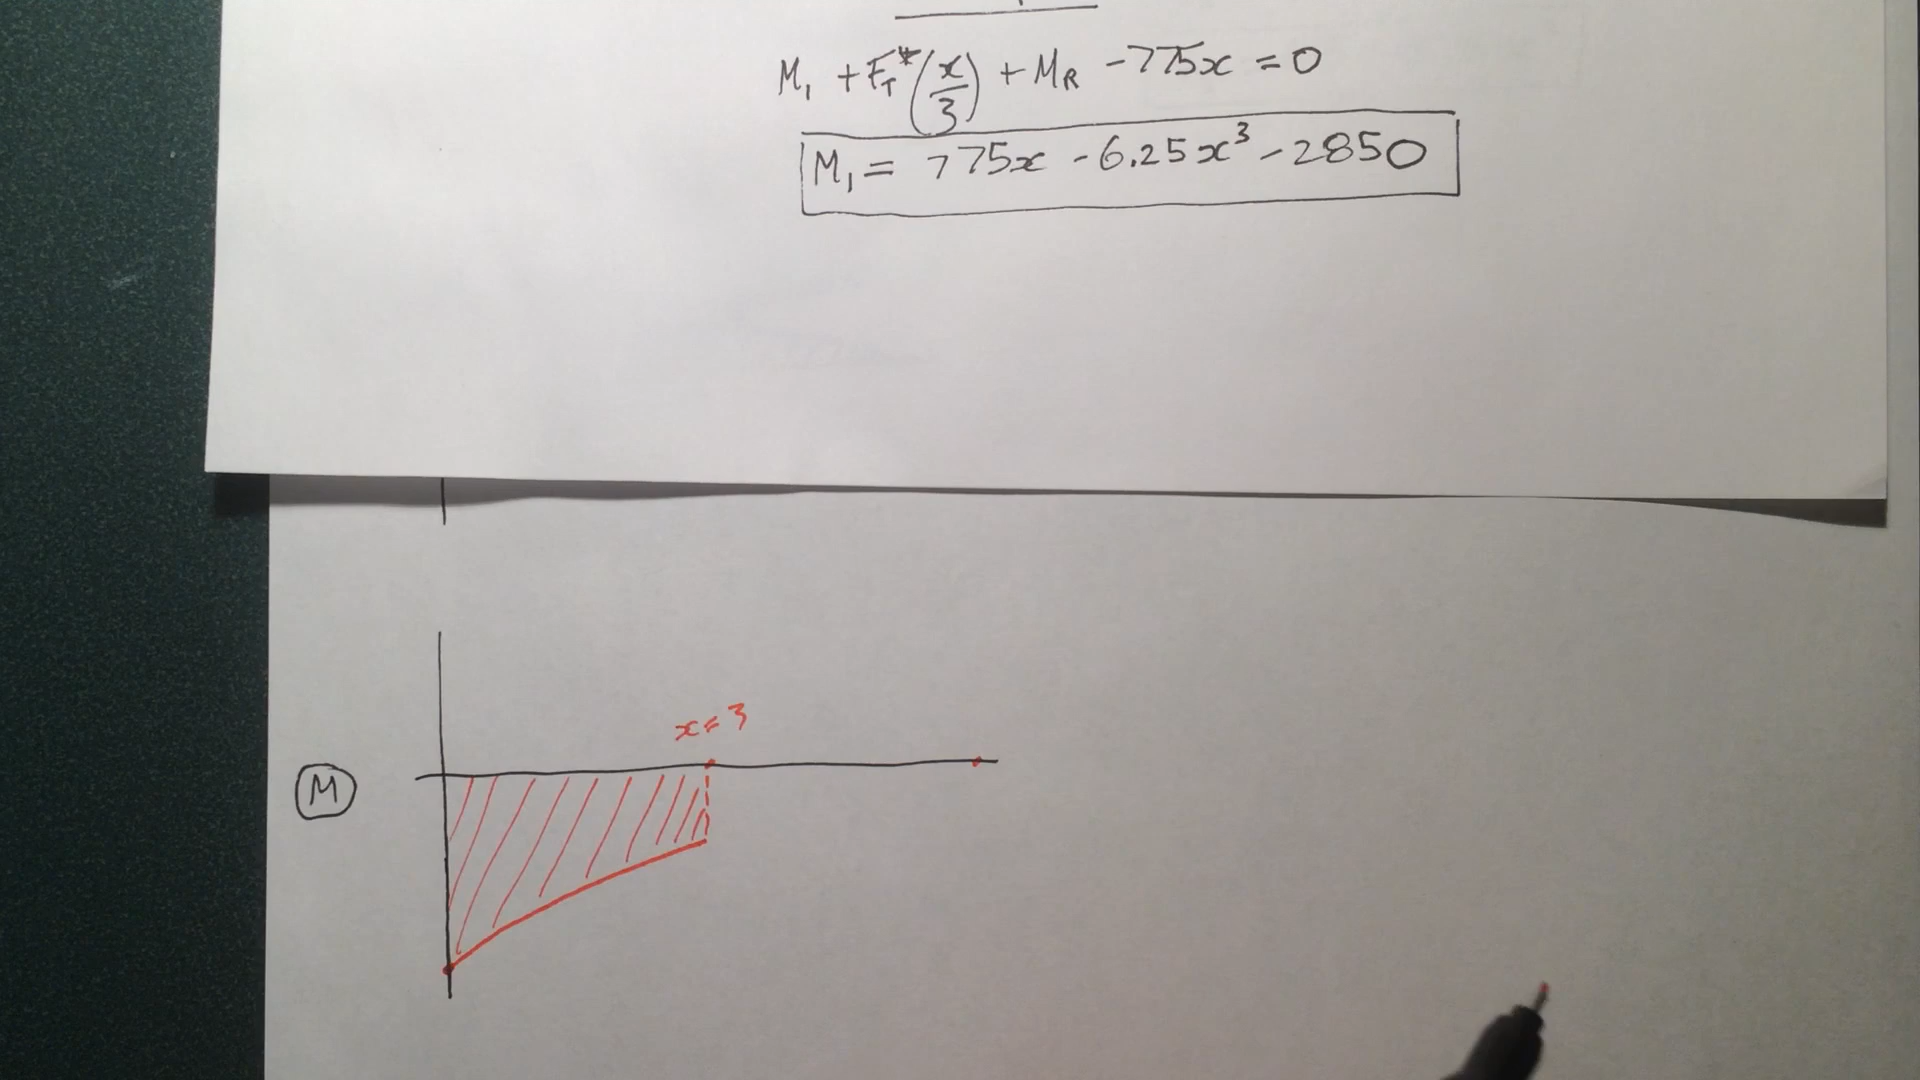 M₁ + F_T*(x/3) + M_R - 775x = 0
M₁ = 775x - 6.25x³ - 2850
x = 3
M